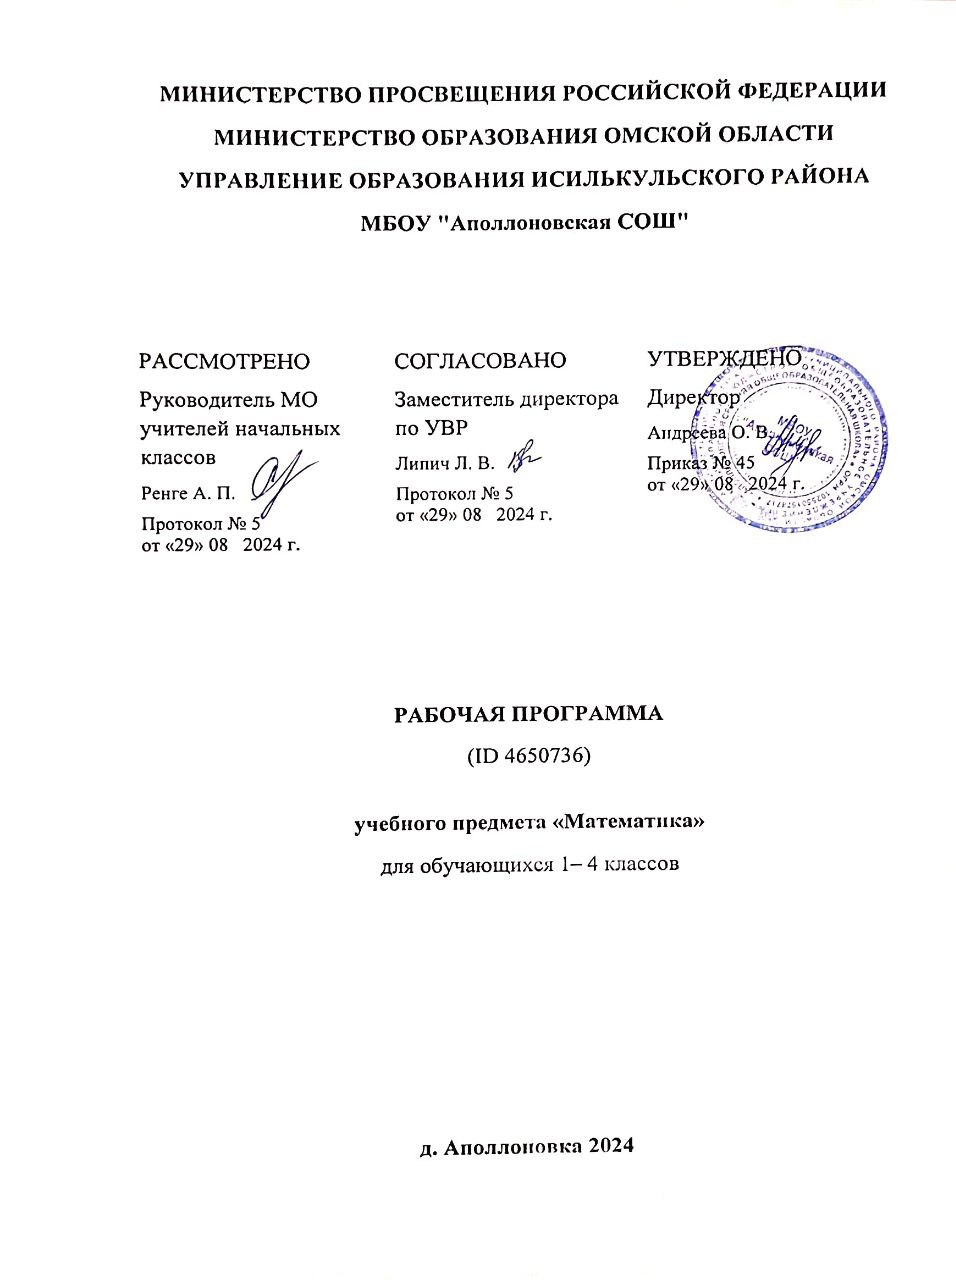 МИНИСТЕРСТВО ПРОСВЕЩЕНИЯ РОССИЙСКОЙ ФЕДЕРАЦИИ
МИНИСТЕРСТВО ОБРАЗОВАНИЯ ОМСКОЙ ОБЛАСТИ
УПРАВЛЕНИЕ ОБРАЗОВАНИЯ ИСИЛЬКУЛЬСКОГО РАЙОНА
МБОУ "Аполлоновская СОШ"
РАССМОТРЕНО
Руководитель МО
учителей начальных
классов
Ренге А. П.
Протокол № 5
от «29» 08 2024 г.
СОГЛАСОВАНО
Заместитель директора
по УВР
Липич Л. В.
Протокол № 5
от «29» 08 2024 г.
УТВЕРЖДЕНО
Директор
Андреева О. В.
Приказ № 45
от «29» 08 2024 г.
МБОУ
РАБОЧАЯ ПРОГРАММА
(ID 4650736)
учебного предмета «Математика»
для обучающихся 1– 4 классов
д. Аполлоновка 2024